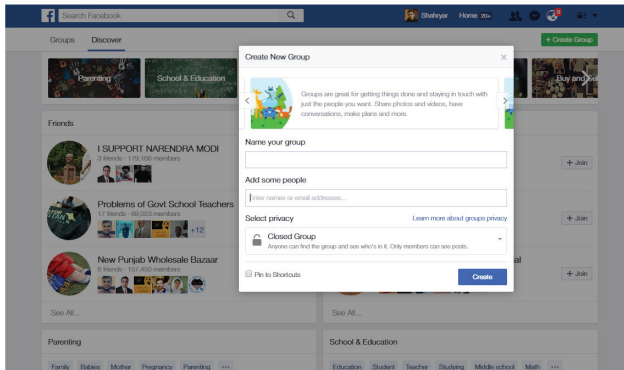 Search Facebook
Shahryar Home 20+
Groups Discover
+ Create Group
Parenting
School & Education
Buy and Sel
Create New Group
Groups are great for getting things done and staying in touch with
just the people you want. Share photos and videos, have
conversations, make plans and more.
Name your group
Add some people
Enter names or email addresses...
Select privacy
Learn more about groups privacy
Closed Group
Anyone can find the group and see who's in it. Only members can see posts.
Pin to Shortcuts
Create
Friends
I SUPPORT NARENDRA MODI
3 friends · 179,166 members
+ Join
Problems of Govt School Teachers
17 friends · 69,023 members
+12
+ Join
New Punjab Wholesale Bazaar
6 friends · 157,450 members
al
+ Join
See All...
See All...
Parenting
Family Babies Mother Pregnancy Parenting ...
School & Education
Education Student Teacher Studying Middle school Math ...